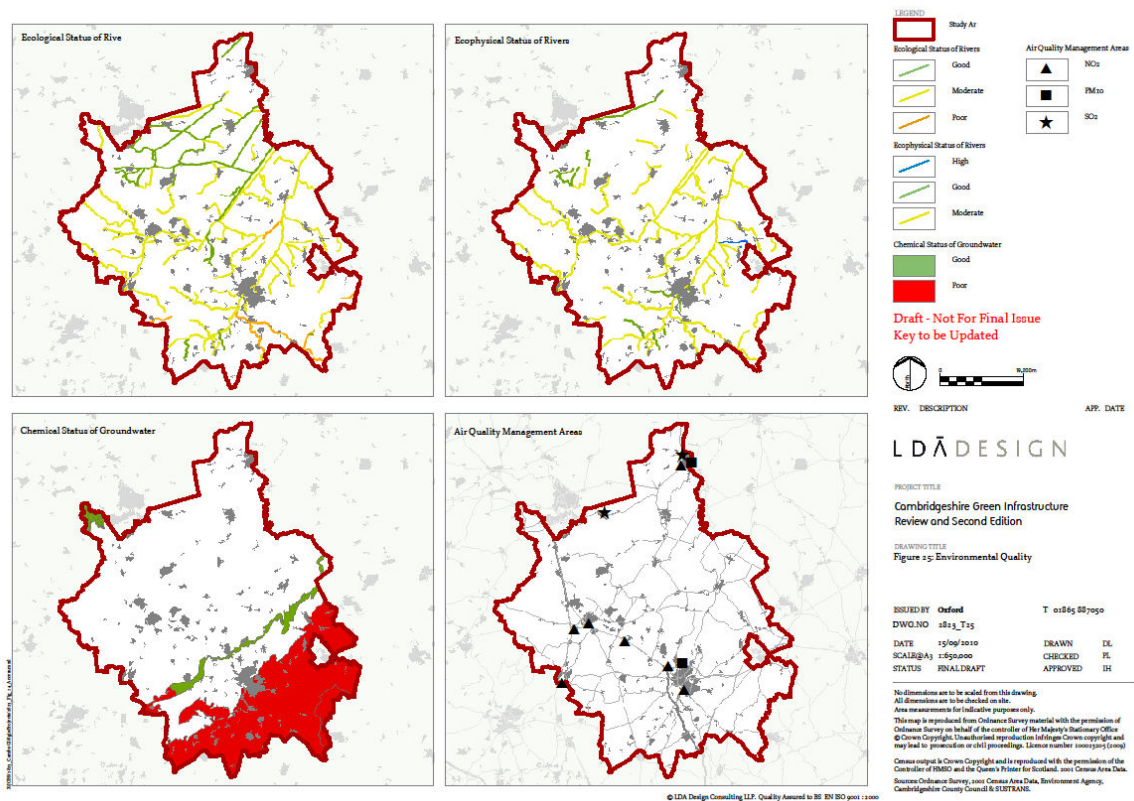 Ecological Status of Rive
Ecophysical Status of Rivers
Chemical Status of Groundwater
Air Quality Management Areas
LEGEND
Study Ar
Ecological Status of Rivers
Good
Moderate
Poor
Air Quality Management Areas
NO2
PM10
SO2
Ecophysical Status of Rivers
High
Good
Moderate
Chemical Status of Groundwater
Good
Poor
Draft - Not For Final Issue
Key to be Updated
NORTH
0
REV. DESCRIPTION APP. DATE
LDĀDESIGN
PROJECT TITLE
Cambridgeshire Green Infrastructure
Review and Second Edition
DRAWING TITLE
Figure 25: Environmental Quality
ISSUED BY Oxford T 01865 887050
DWG.NO 2823_T25
DATE 15/09/2010 DRAWN DL
SCALE@A3 1:650,000 CHECKED PL
STATUS FINAL DRAFT APPROVED IH
No dimensions are to be scaled from this drawing.
All dimensions are to be checked on site.
Area measurements for indicative purposes only.
This map is reproduced from Ordnance Survey material with the permission of
Ordnance Survey on behalf of the controller of Her Majesty's Stationary Office
© Crown Copyright. Unauthorised reproduction infringes Crown copyright and
may lead to prosecution or civil proceedings. Licence number 100019205 (2009)
Census output is Crown Copyright and is reproduced with the permission of the
Controller of HMSO and the Queen's Printer for Scotland. 2001 Census Area Data.
Sources: Ordnance Survey, 2001 Census Area Data, Environment Agency,
Cambridgeshire County Council & SUSTRANS.
© LDA Design Consulting LLP. Quality Assured to BS EN ISO 9001 : 2000